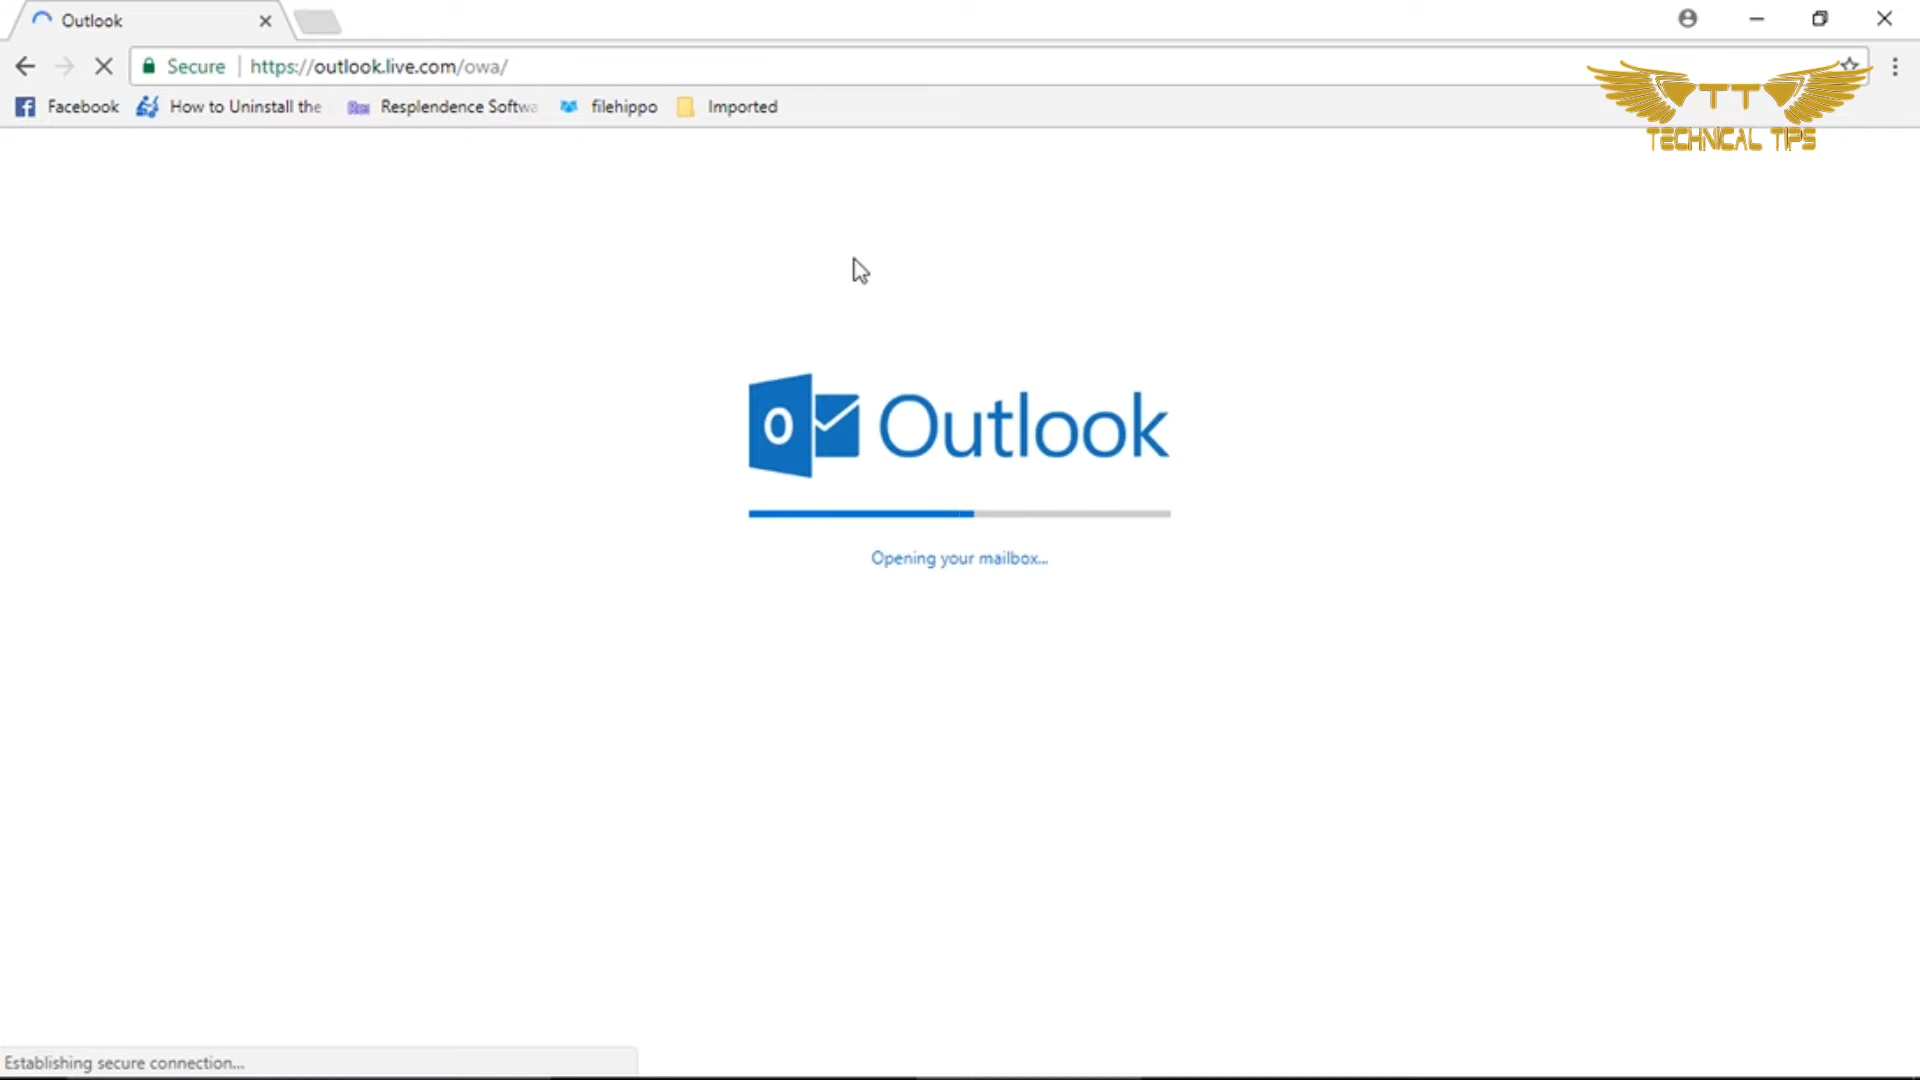 Outlook
Secure
https://outlook.live.com/owa/
Facebook
How to Uninstall the
Resplendence Softwa
filehippo
Imported
TT
TECHNICAL TIPS
O
Outlook
Opening your mailbox...
Establishing secure connection...